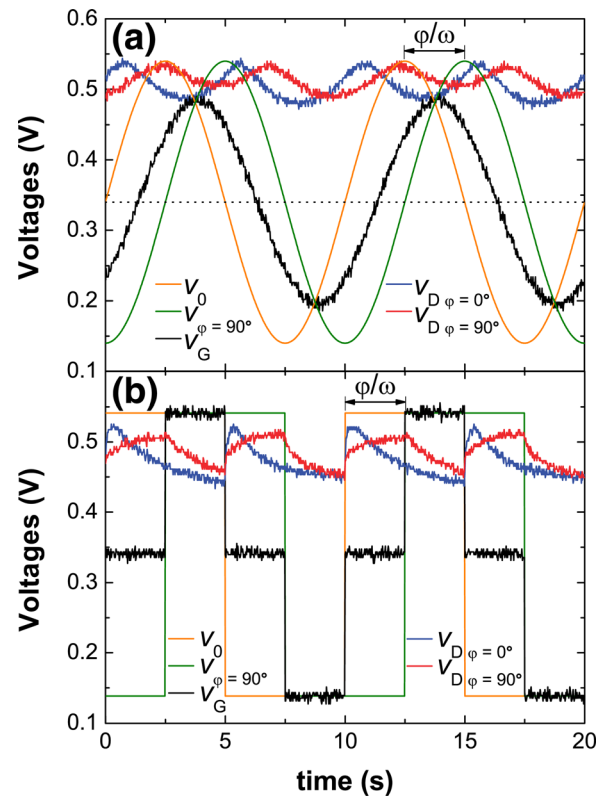 (a)
φ/ω
0.6
0.5
0.4
0.3
0.2
0.1
Voltages (V)
V0
Vφ = 90°
VG
VD φ = 0°
VD φ = 90°
(b)
φ/ω
0.5
0.4
0.3
0.2
0.1
Voltages (V)
V0
Vφ = 90°
VG
VD φ = 0°
VD φ = 90°
0 5 10 15 20
time (s)